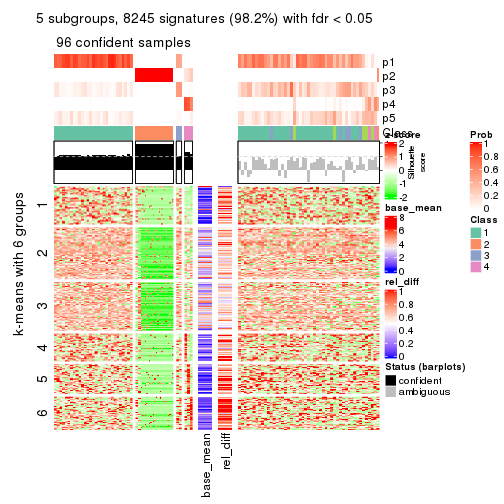 5 subgroups, 8245 signatures (98.2%) with fdr < 0.05
96 confident samples
p1
p2
p3
p4
p5
Class
z-score
2
1
0
-1
-2
Silhouette
score
Prob
1
0.8
0.6
0.4
0.2
0
base_mean
8
6
4
2
0
Class
1
2
3
4
rel_diff
1
0.8
0.6
0.4
0.2
0
Status (barplots)
confident
ambiguous
k-means with 6 groups
1
2
3
4
5
6
base_mean
rel_diff